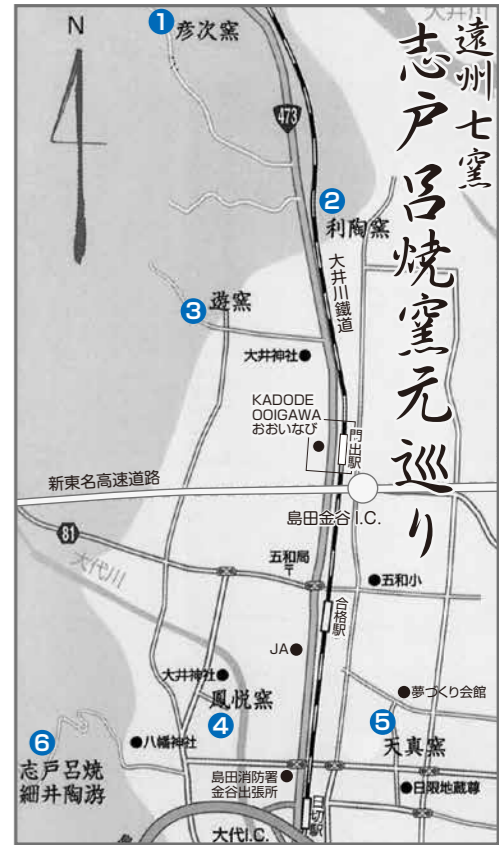 遠州七窯
志戸呂焼窯元巡り
N
大井川
1
彦次窯
473
2
利陶窯
大井川鐵道
3
遊窯
大井神社
KADODE
OOIGAWA
おおいなび
門出駅
新東名高速道路
島田金谷I.C.
81
大代川
五和局
〒
五和小
合格駅
JA
大井神社
鳳悦窯
4
夢づくり会館
5
天真窯
6
志戸呂焼
細井陶游
八幡神社
島田消防署
金谷出張所
日切駅
日限地蔵尊
大代I.C.